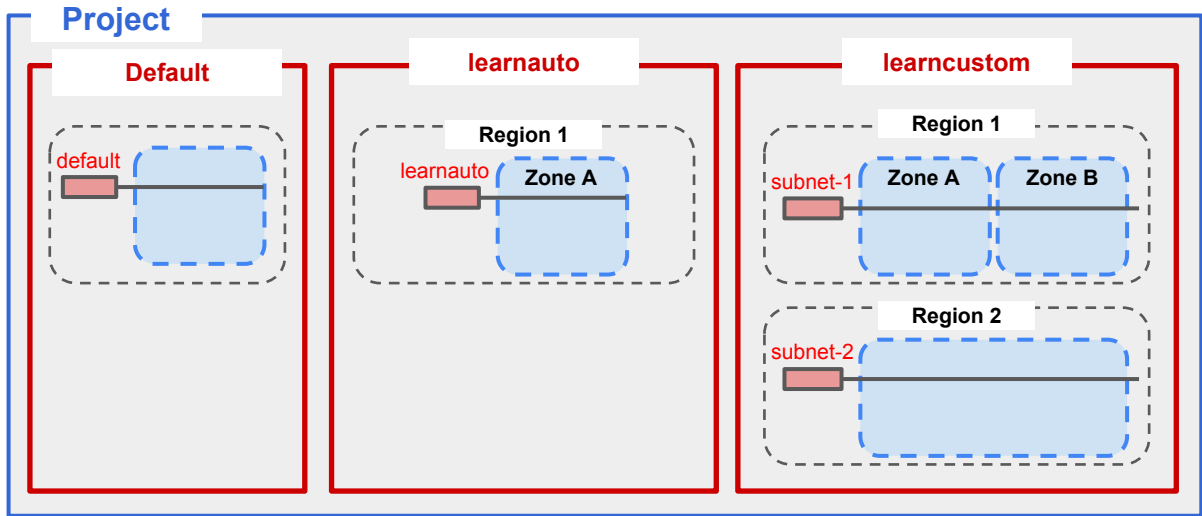 Project
Default
default
learnauto
Region 1
learnauto
Zone A
learncustom
Region 1
subnet-1
Zone A
Zone B
Region 2
subnet-2